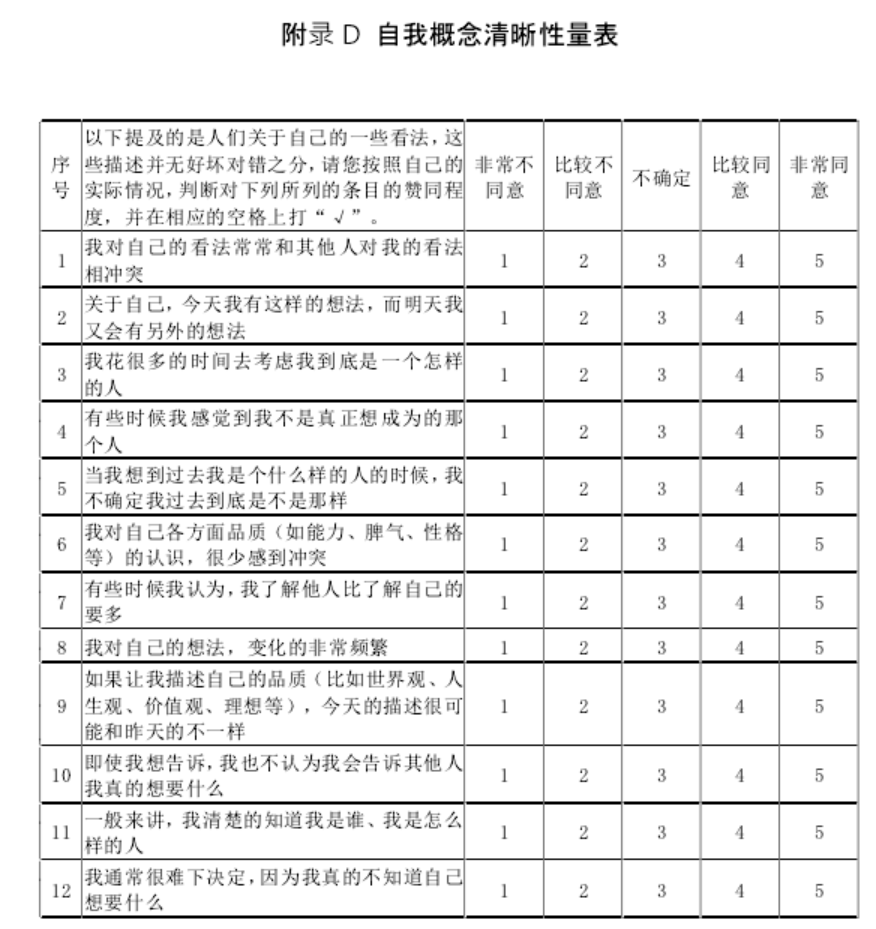 附录 D 自我概念清晰性量表
序号 以下提及的是人们关于自己的一些看法，这些描述并无好坏对错之分，请您按照自己的实际情况，判断对下列所列的条目的赞同程度，并在相应的空格上打“√”。 非常不同意 比较不同意 不确定 比较同意 非常同意
1 我对自己的看法常常和其他人对我的看法相冲突 1 2 3 4 5
2 关于自己，今天我有这样的想法，而明天我又会有另外的想法 1 2 3 4 5
3 我花很多的时间去考虑我到底是一个怎样的人 1 2 3 4 5
4 有些时候我感觉到我不是真正想成为的那个人 1 2 3 4 5
5 当我想到过去我是个什么样的人的时候，我不确定我过去到底是不是那样 1 2 3 4 5
6 我对自己各方面品质（如能力、脾气、性格等）的认识，很少感到冲突 1 2 3 4 5
7 有些时候我认为，我了解他人比了解自己的要多 1 2 3 4 5
8 我对自己的想法，变化的非常频繁 1 2 3 4 5
9 如果让我描述自己的品质（比如世界观、人生观、价值观、理想等），今天的描述很可能和昨天的不一样 1 2 3 4 5
10 即使我想告诉，我也不认为我会告诉其他人我真的想要什么 1 2 3 4 5
11 一般来讲，我清楚的知道我是谁、我是怎么样的人 1 2 3 4 5
12 我通常很难下决定，因为我真的不知道自己想要什么 1 2 3 4 5